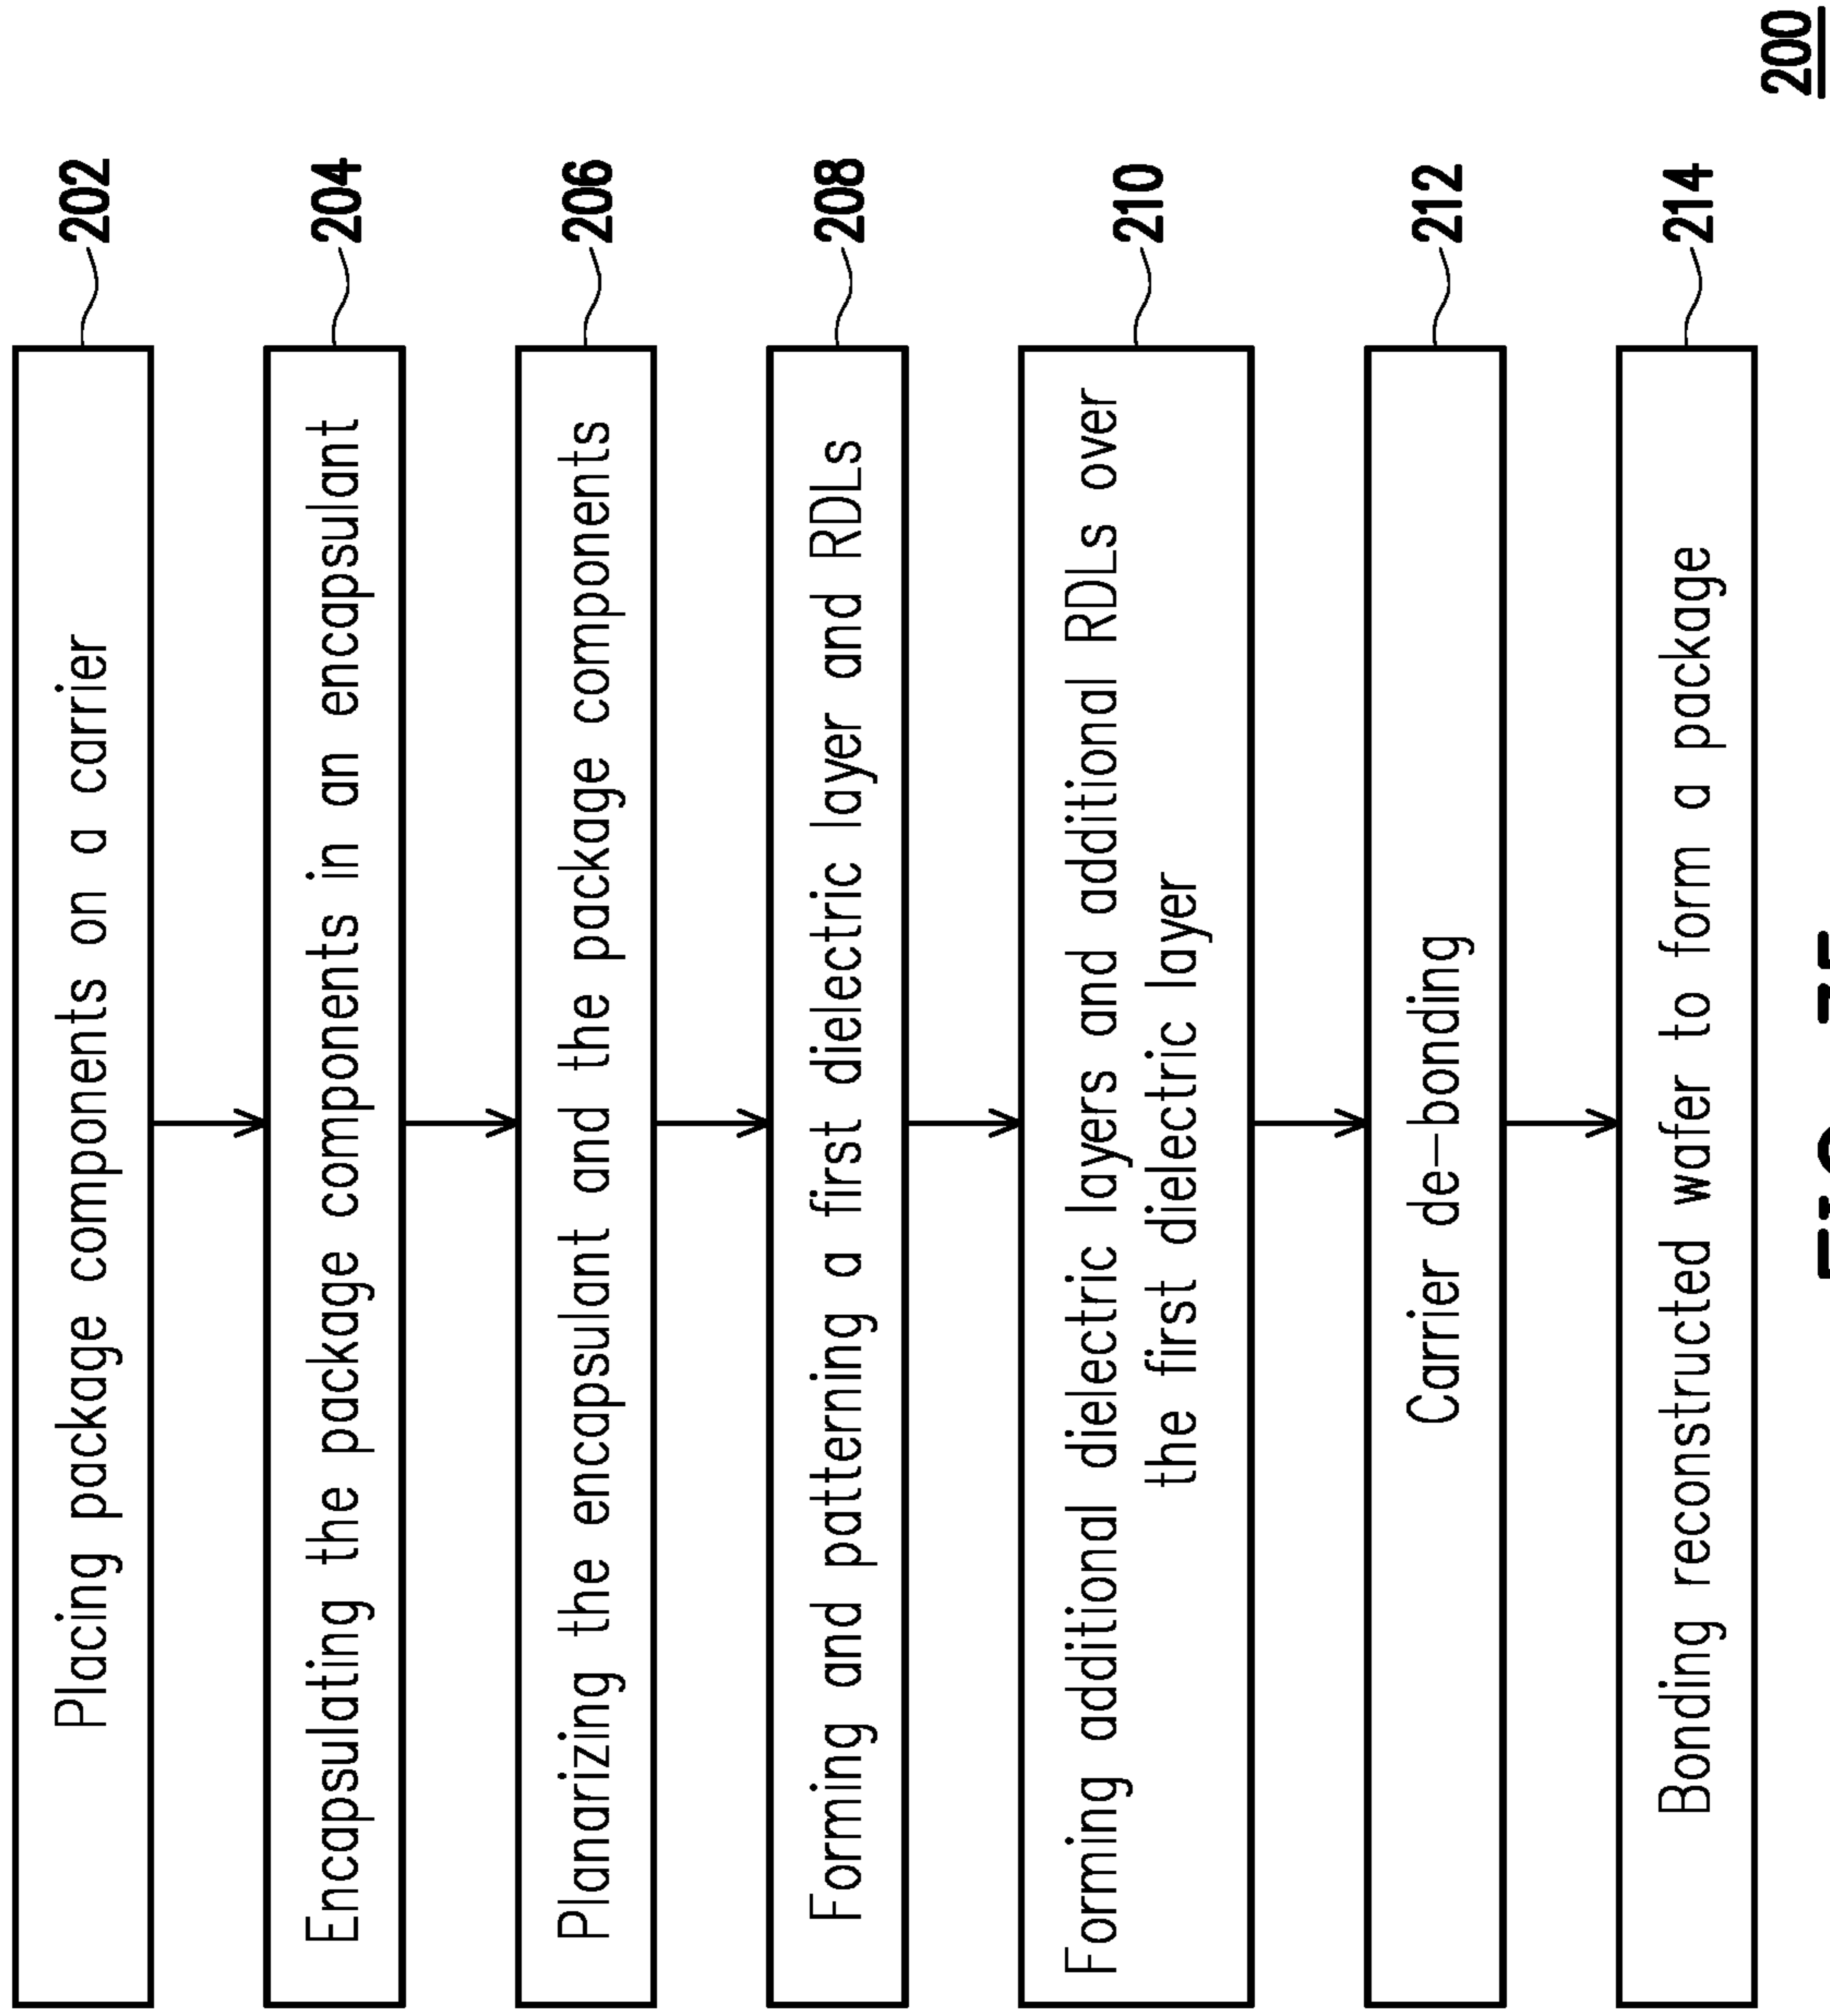 Placing package components on a carrier
202
Encapsulating the package components in an encapsulant
204
Planarizing the encapsulant and the package components
206
Forming and patterning a first dielectric layer and RDLs
208
Forming additional dielectric layers and additional RDLs over
the first dielectric layer
210
Carrier de-bonding
212
Bonding reconstructed wafer to form a package
214
200